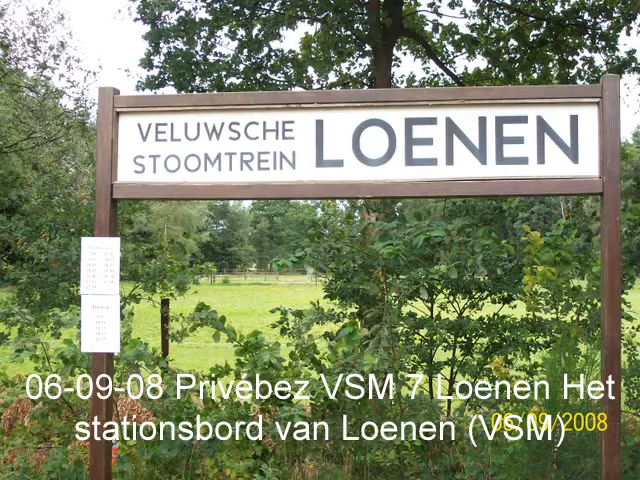 VELUWSCHE
STOOMTREIN
LOENEN
06-09-08 Privébez VSM 7 Loenen Het
stationsbord van Loenen (VSM)
06/09/2008